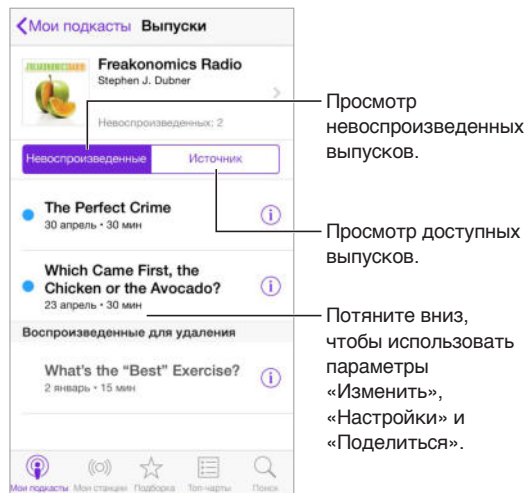 Мои подкасты Выпуски
FREAKONOMICS RADIO
Freakonomics Radio
Stephen J. Dubner
Невоспроизведенных: 2
Невоспроизведенные Источник
The Perfect Crime
30 апрель • 30 мин
Which Came First, the
Chicken or the Avocado?
23 апрель • 30 мин
Воспроизведенные для удаления
What's the “Best” Exercise?
2 январь • 15 мин
Мои подкасты Мои станции Подборка Топ-чарты Поиск
Просмотр
невоспроизведенных
выпусков.
Просмотр доступных
выпусков.
Потяните вниз,
чтобы использовать
параметры
«Изменить»,
«Настройки» и
«Поделиться».